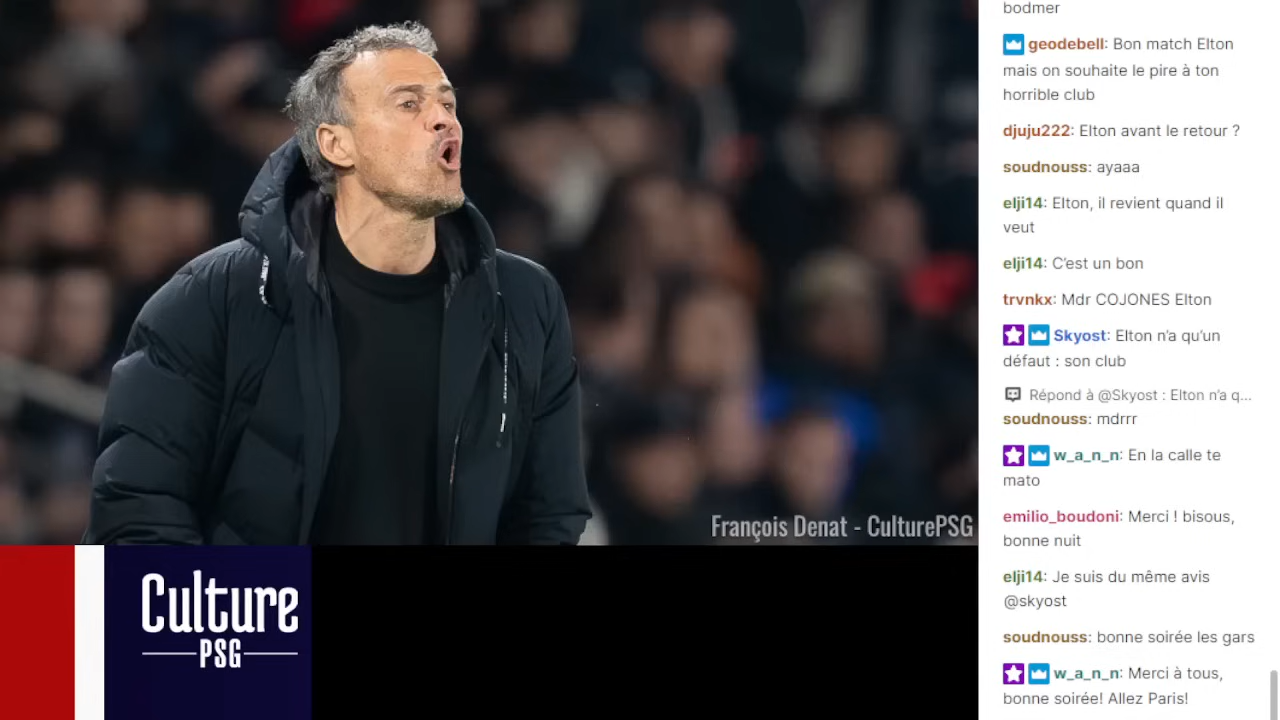 François Denat - CulturePSG
Culture
PSG
bodmer
geodebell: Bon match Elton
mais on souhaite le pire à ton
horrible club
djuju222: Elton avant le retour ?
soudnouss: ayaaa
elji14: Elton, il revient quand il
veut
elji14: C’est un bon
trvnkx: Mdr COJONES Elton
Skyost: Elton n’a qu’un
défaut : son club
Répond à @Skyost : Elton n’a q...
soudnouss: mdrrr
w_a_n_n: En la calle te
mato
emilio_boudoni: Merci ! bisous,
bonne nuit
elji14: Je suis du même avis
@skyost
soudnouss: bonne soirée les gars
w_a_n_n: Merci à tous,
bonne soirée! Allez Paris!